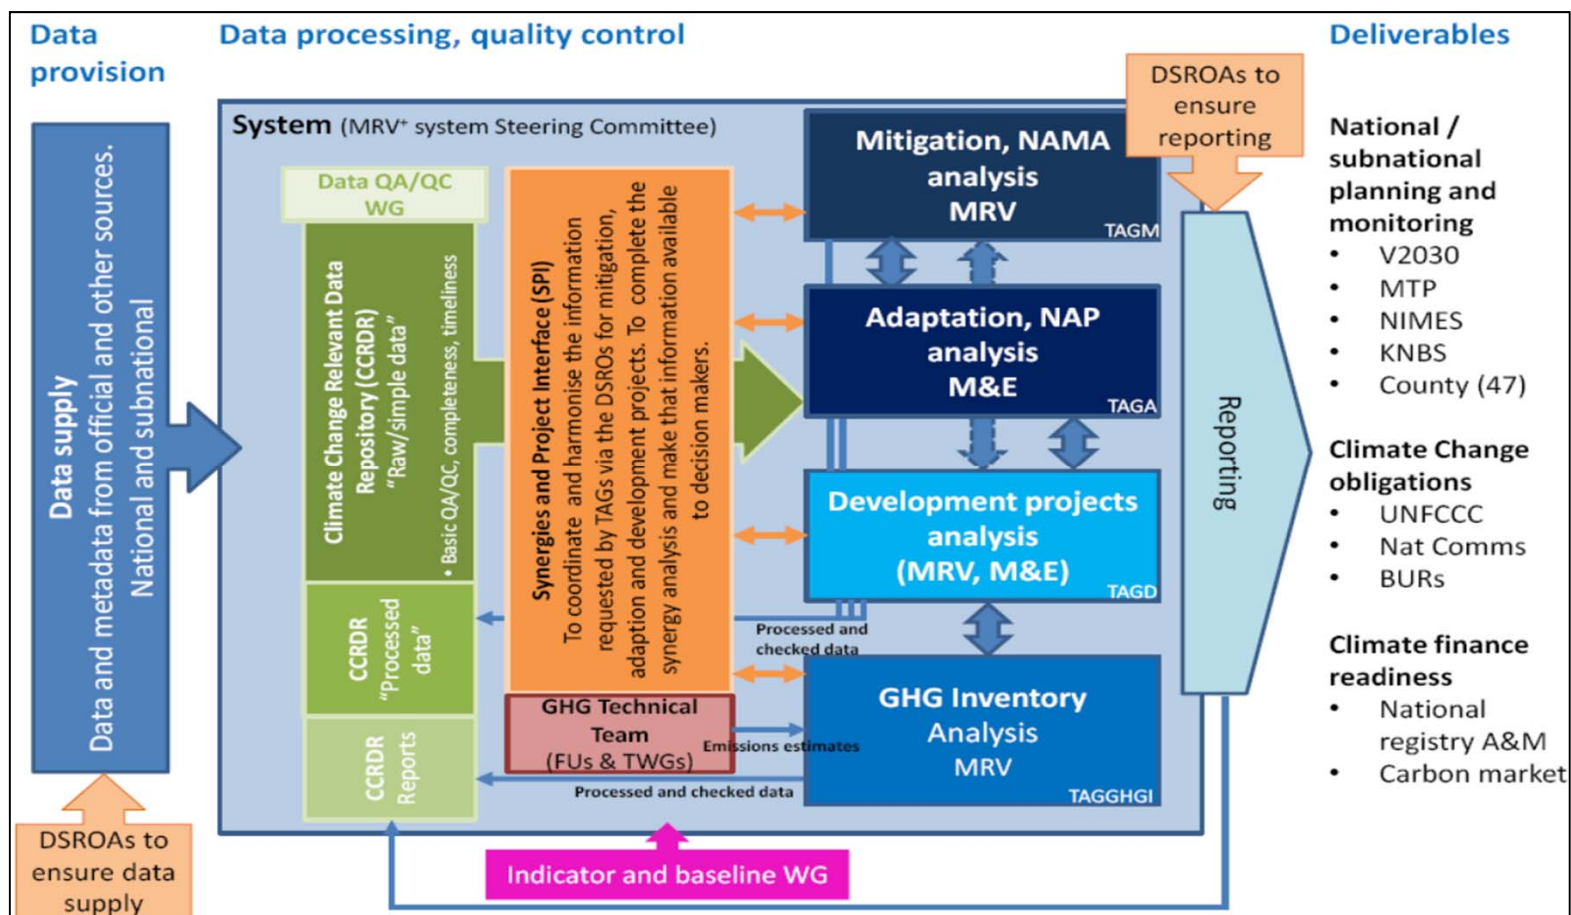 Data
provision
Data processing, quality control
Deliverables
DSROAs to
ensure
reporting
Data supply
Data and metadata from official and other sources.
National and subnational
DSROAs to
ensure data
supply
System (MRV+ system Steering Committee)
Data QA/QC
WG
Climate Change Relevant Data
Repository (CCRDR)
“Raw/simple data”
• Basic QA/QC, completeness, timeliness
CCRDR
“Processed
data”
CCRDR
Reports
Synergies and Project Interface (SPI)
To coordinate and harmonise the information
requested by TAGs via the DSROs for mitigation,
adaption and development projects. To complete the
synergy analysis and make that information available
to decision makers.
GHG Technical
Team
(FUs & TWGs)
Mitigation, NAMA
analysis
MRV
TAGM
Adaptation, NAP
analysis
M&E
TAGA
Development projects
analysis
(MRV, M&E)
TAGD
Processed and
checked data
GHG Inventory
Analysis
MRV
TAGGHGI
Emissions estimates
Processed and checked data
Indicator and baseline WG
Reporting
National /
subnational
planning and
monitoring
• V2030
• MTP
• NIMES
• KNBS
• County (47)
Climate Change
obligations
• UNFCCC
• Nat Comms
• BURs
Climate finance
readiness
• National
registry A&M
• Carbon market